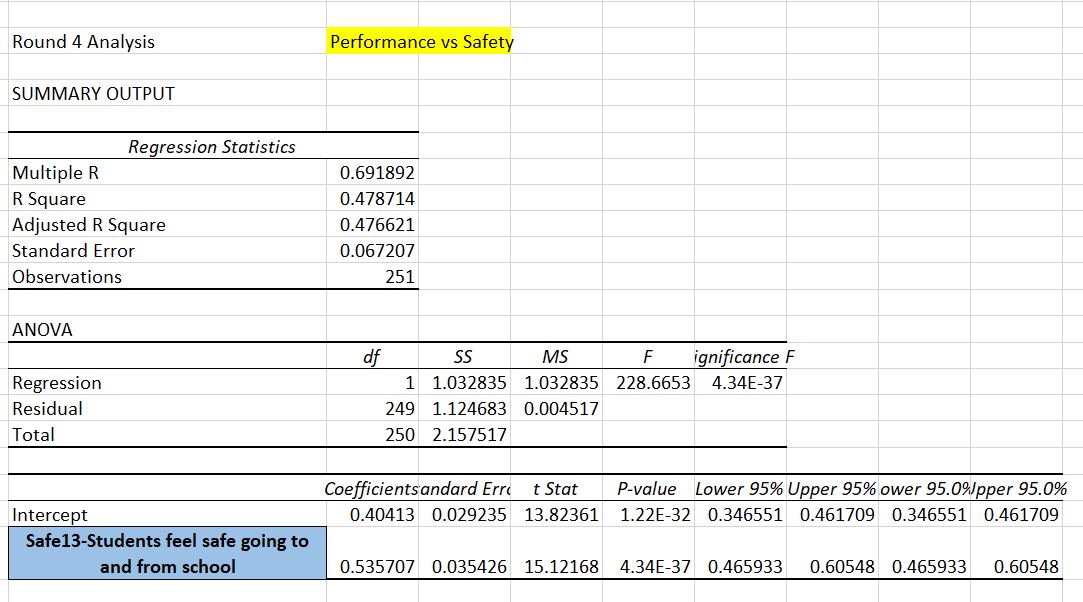 Round 4 Analysis Performance vs Safety
SUMMARY OUTPUT
Regression Statistics
Multiple R 0.691892
R Square 0.478714
Adjusted R Square 0.476621
Standard Error 0.067207
Observations 251
ANOVA
df SS MS F ignificance F
Regression 1 1.032835 1.032835 228.6653 4.34E-37
Residual 249 1.124683 0.004517
Total 250 2.157517
Coefficients andard Erro t Stat P-value Lower 95% Upper 95% ower 95.0% Upper 95.0%
Intercept 0.40413 0.029235 13.82361 1.22E-32 0.346551 0.461709 0.346551 0.461709
Safe13-Students feel safe going to
and from school 0.535707 0.035426 15.12168 4.34E-37 0.465933 0.60548 0.465933 0.60548